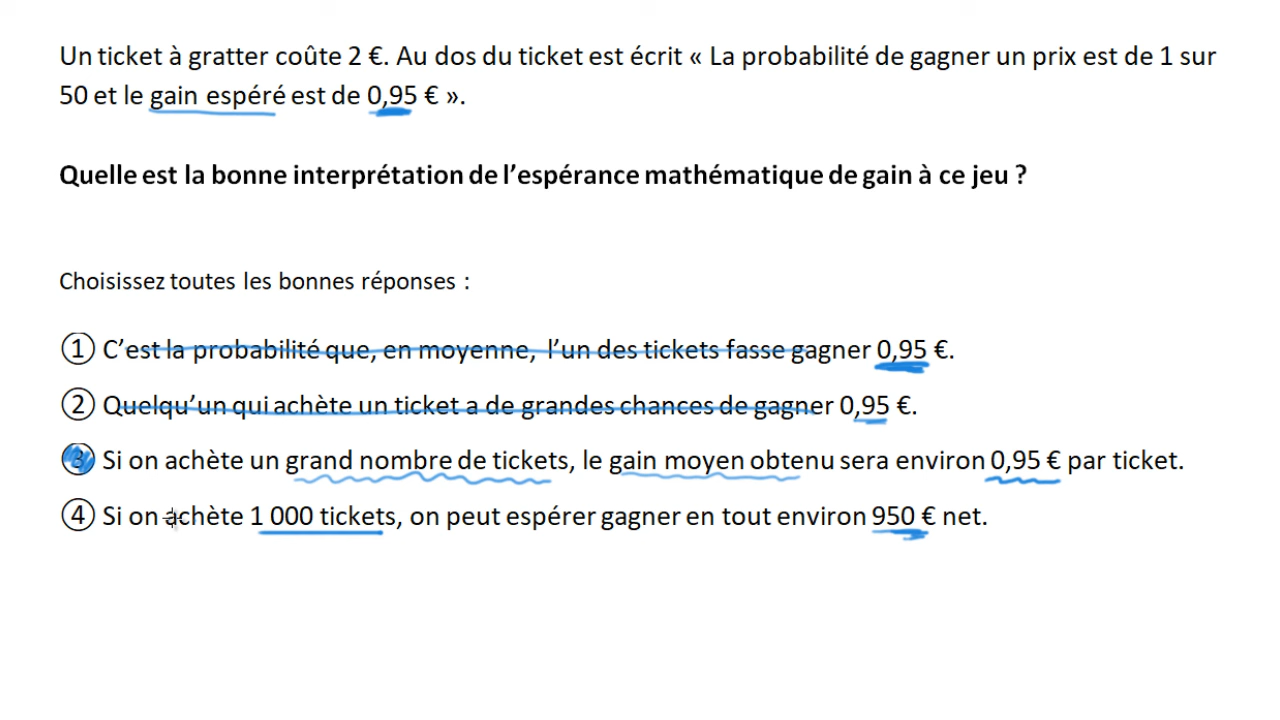 Un ticket à gratter coûte 2 €. Au dos du ticket est écrit « La probabilité de gagner un prix est de 1 sur
50 et le gain espéré est de 0,95 € ».
Quelle est la bonne interprétation de l’espérance mathématique de gain à ce jeu ?
Choisissez toutes les bonnes réponses :
① C’est la probabilité que, en moyenne, l’un des tickets fasse gagner 0,95 €.
② Quelqu’un qui achète un ticket a de grandes chances de gagner 0,95 €.
③ Si on achète un grand nombre de tickets, le gain moyen obtenu sera environ 0,95 € par ticket.
④ Si on achète 1 000 tickets, on peut espérer gagner en tout environ 950 € net.